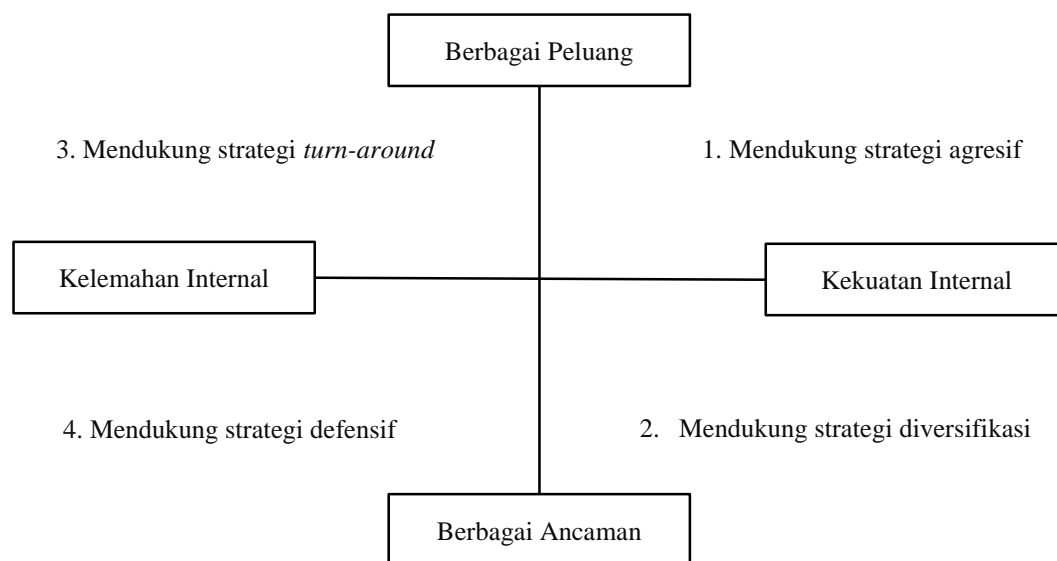 Berbagai Peluang
3. Mendukung strategi turn-around
1. Mendukung strategi agresif
Kelemahan Internal
Kekuatan Internal
4. Mendukung strategi defensif
2. Mendukung strategi diversifikasi
Berbagai Ancaman